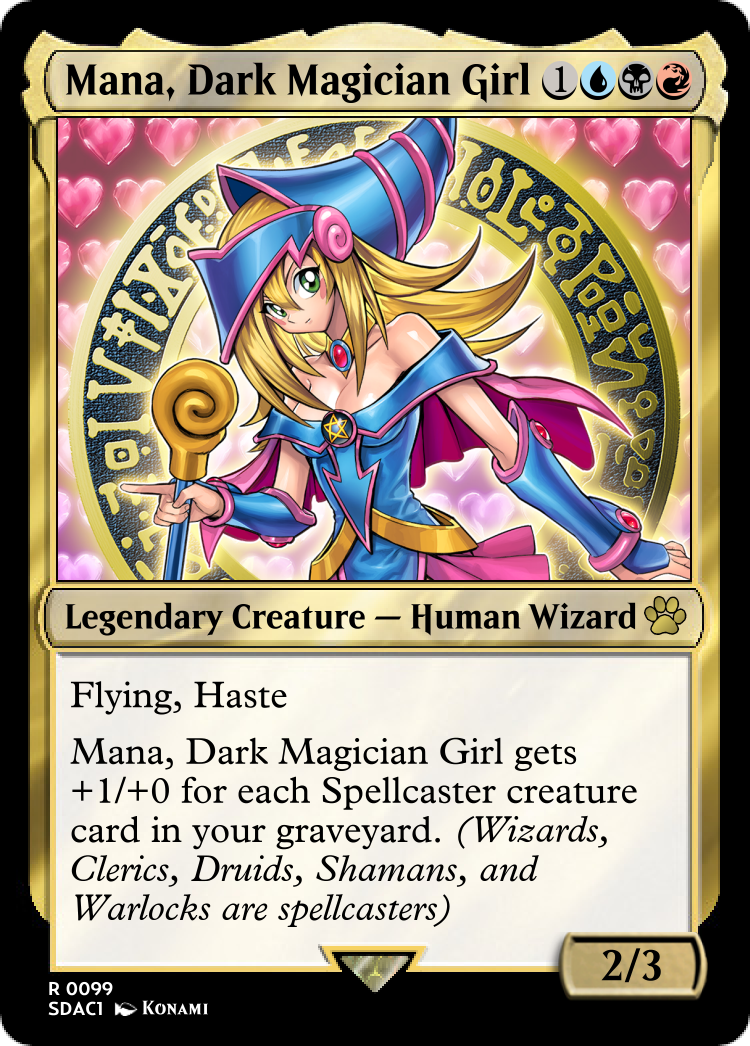 Mana, Dark Magician Girl 1
Legendary Creature — Human Wizard
Flying, Haste
Mana, Dark Magician Girl gets
+1/+0 for each Spellcaster creature
card in your graveyard. (Wizards,
Clerics, Druids, Shamans, and
Warlocks are spellcasters)
2/3
R 0099
SDAC1 KONAMI